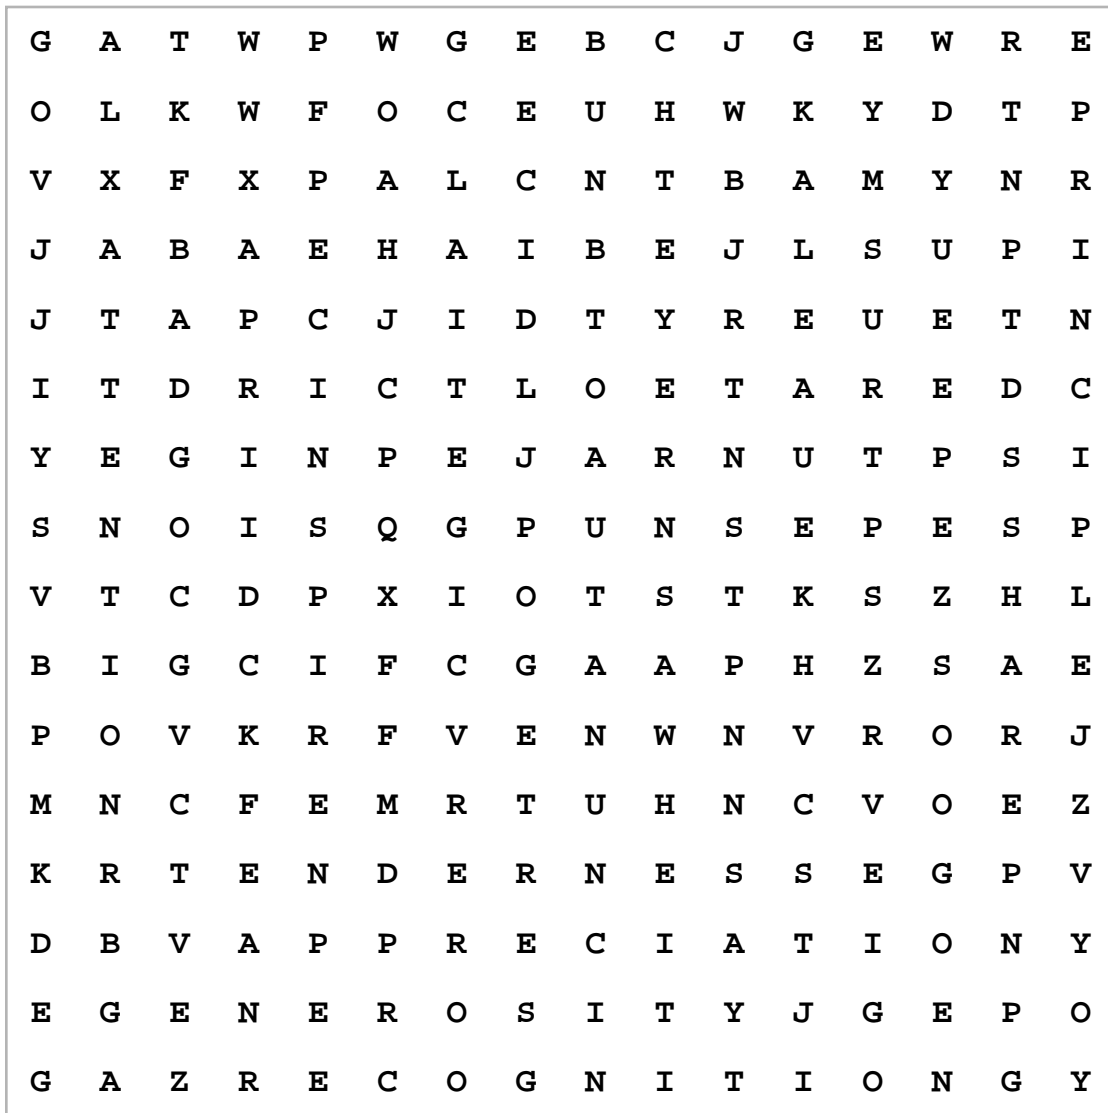 G A T W P W G E B C J G E W R E
O L K W F O C E U H W K Y D T P
V X F X P A L C N T B A M Y N R
J A B A E H A I B E J L S U P I
J T A P C J I D T Y R E U E T N
I T D R I C T L O E T A R E D C
Y E G I N P E J A R N U T P S I
S N O I S Q G P U N S E P E S P
V T C D P X I O T S T K S Z H L
B I G C I F C G A A P H Z S A E
P O V K R F V E N W N V R O R J
M N C F E M R T U H N C V O E Z
K R T E N D E R N E S S E G P V
D B V A P P R E C I A T I O N Y
E G E N E R O S I T Y J G E P O
G A Z R E C O G N I T I O N G Y